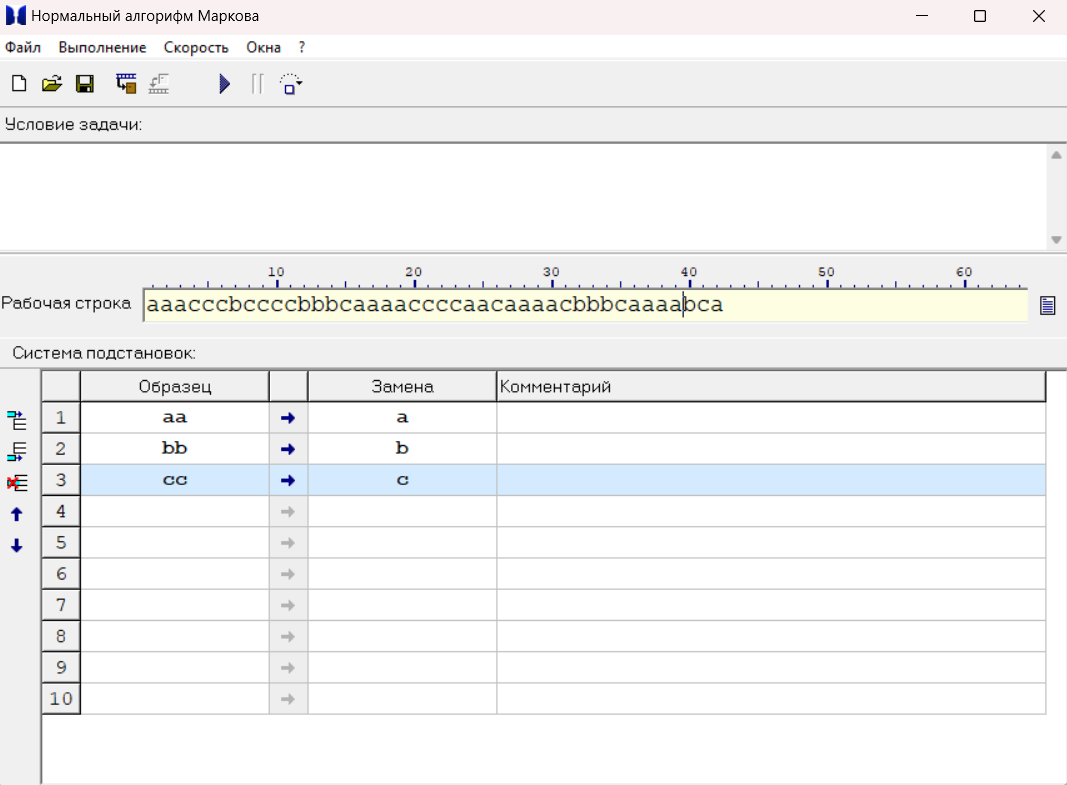 Нормальный алгорифм Маркова
Файл Выполнение Скорость Окна ?
Условие задачи:
10 20 30 40 50 60
Рабочая строка aaacccbccccbbbcaaaaccccaacaaaacbbbcaaaabca
Система подстановок:
Образец Замена Комментарий
1 aa → a
2 bb → b
3 cc → c
4 →
5 →
6 →
7 →
8 →
9 →
10 →